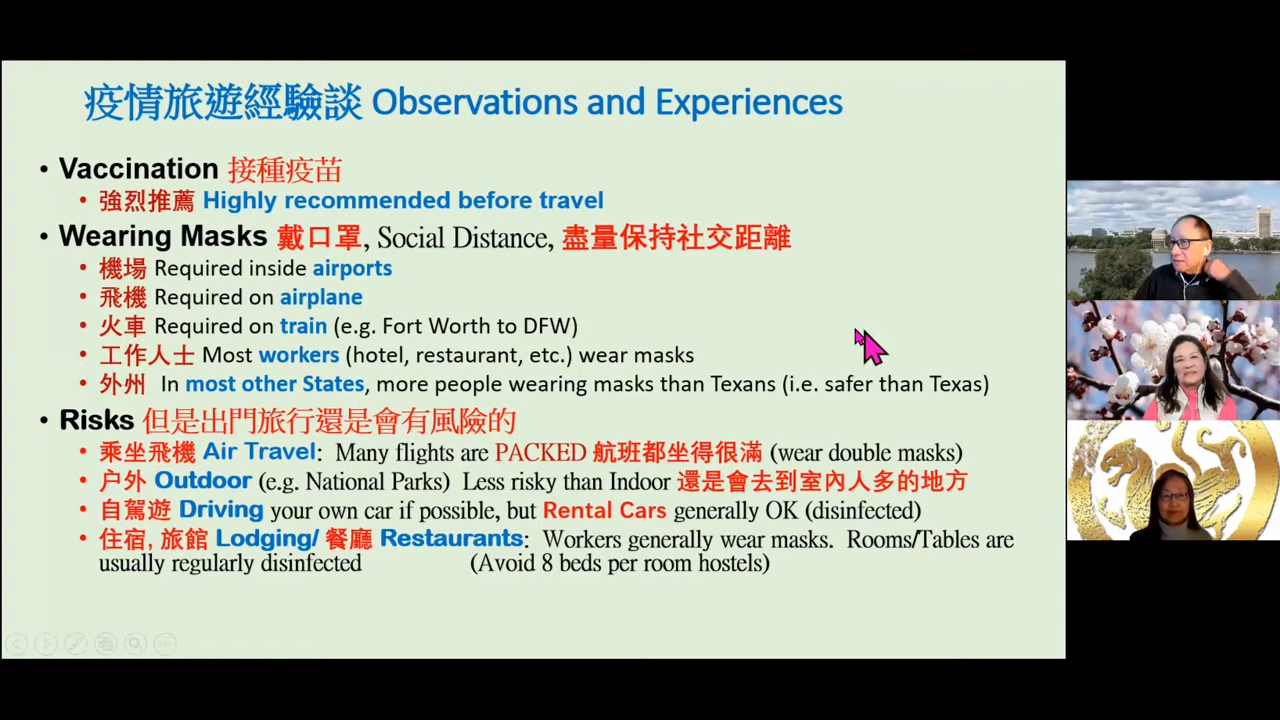 疫情旅遊經驗談 Observations and Experiences
• Vaccination 接種疫苗
• 強烈推薦 Highly recommended before travel
• Wearing Masks 戴口罩, Social Distance, 盡量保持社交距離
• 機場 Required inside airports
• 飛機 Required on airplane
• 火車 Required on train (e.g. Fort Worth to DFW)
• 工作人士 Most workers (hotel, restaurant, etc.) wear masks
• 外州 In most other States, more people wearing masks than Texans (i.e. safer than Texas)
• Risks 但是出門旅行還是會有風險的
• 乘坐飛機 Air Travel: Many flights are PACKED 航班都坐得很滿 (wear double masks)
• 户外 Outdoor (e.g. National Parks) Less risky than Indoor 還是會去到室內人多的地方
• 自駕遊 Driving your own car if possible, but Rental Cars generally OK (disinfected)
• 住宿, 旅館 Lodging/ 餐廳 Restaurants: Workers generally wear masks. Rooms/Tables are
usually regularly disinfected (Avoid 8 beds per room hostels)